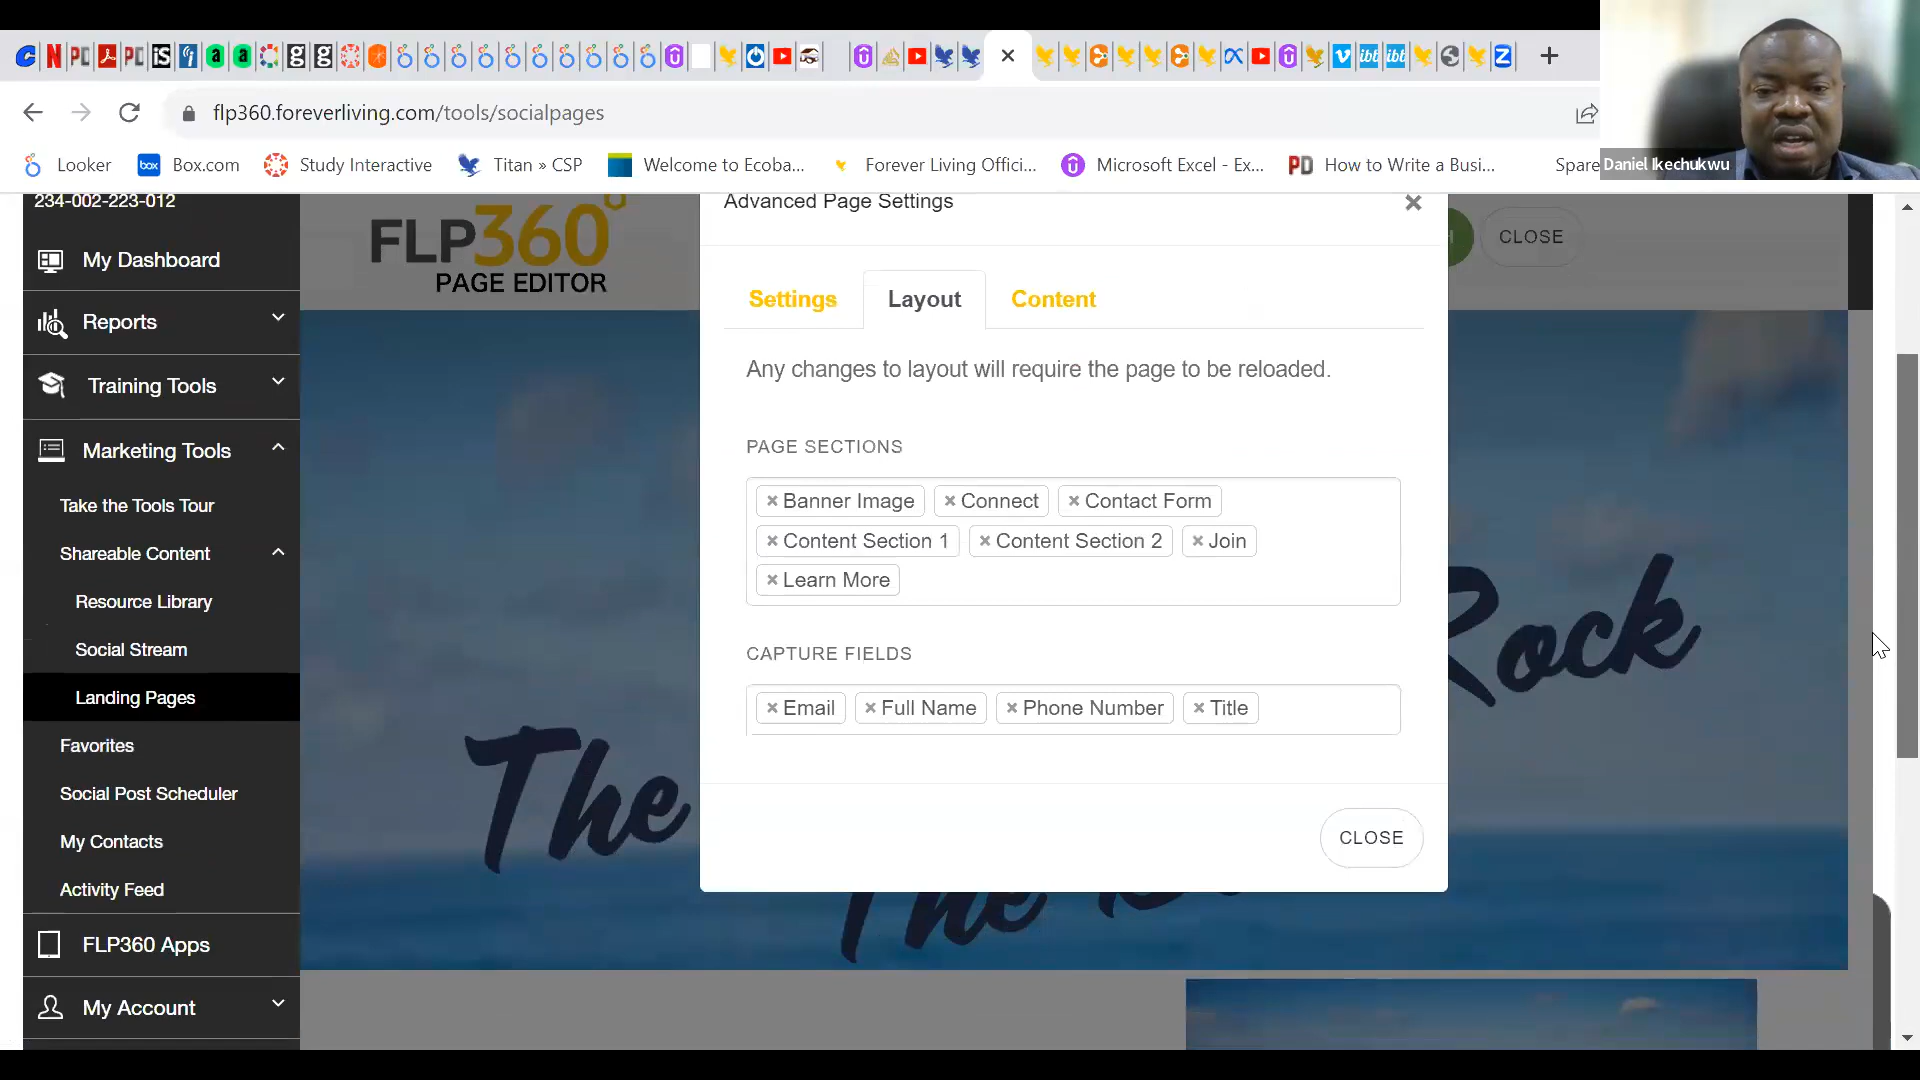 flp360.foreverliving.com/tools/socialpages
Looker
Box.com
Study Interactive
Titan » CSP
Welcome to Ecoba...
Forever Living Offici...
Microsoft Excel - Ex...
How to Write a Busi...
Spare
Daniel Ikechukwu
234-002-223-012
My Dashboard
Reports
Training Tools
Marketing Tools
Take the Tools Tour
Shareable Content
Resource Library
Social Stream
Landing Pages
Favorites
Social Post Scheduler
My Contacts
Activity Feed
FLP360 Apps
My Account
FLP360
PAGE EDITOR
CLOSE
Advanced Page Settings
Settings
Layout
Content
Any changes to layout will require the page to be reloaded.
PAGE SECTIONS
× Banner Image × Connect × Contact Form
× Content Section 1 × Content Section 2 × Join
× Learn More
CAPTURE FIELDS
× Email × Full Name × Phone Number × Title
CLOSE
The
Rock
The